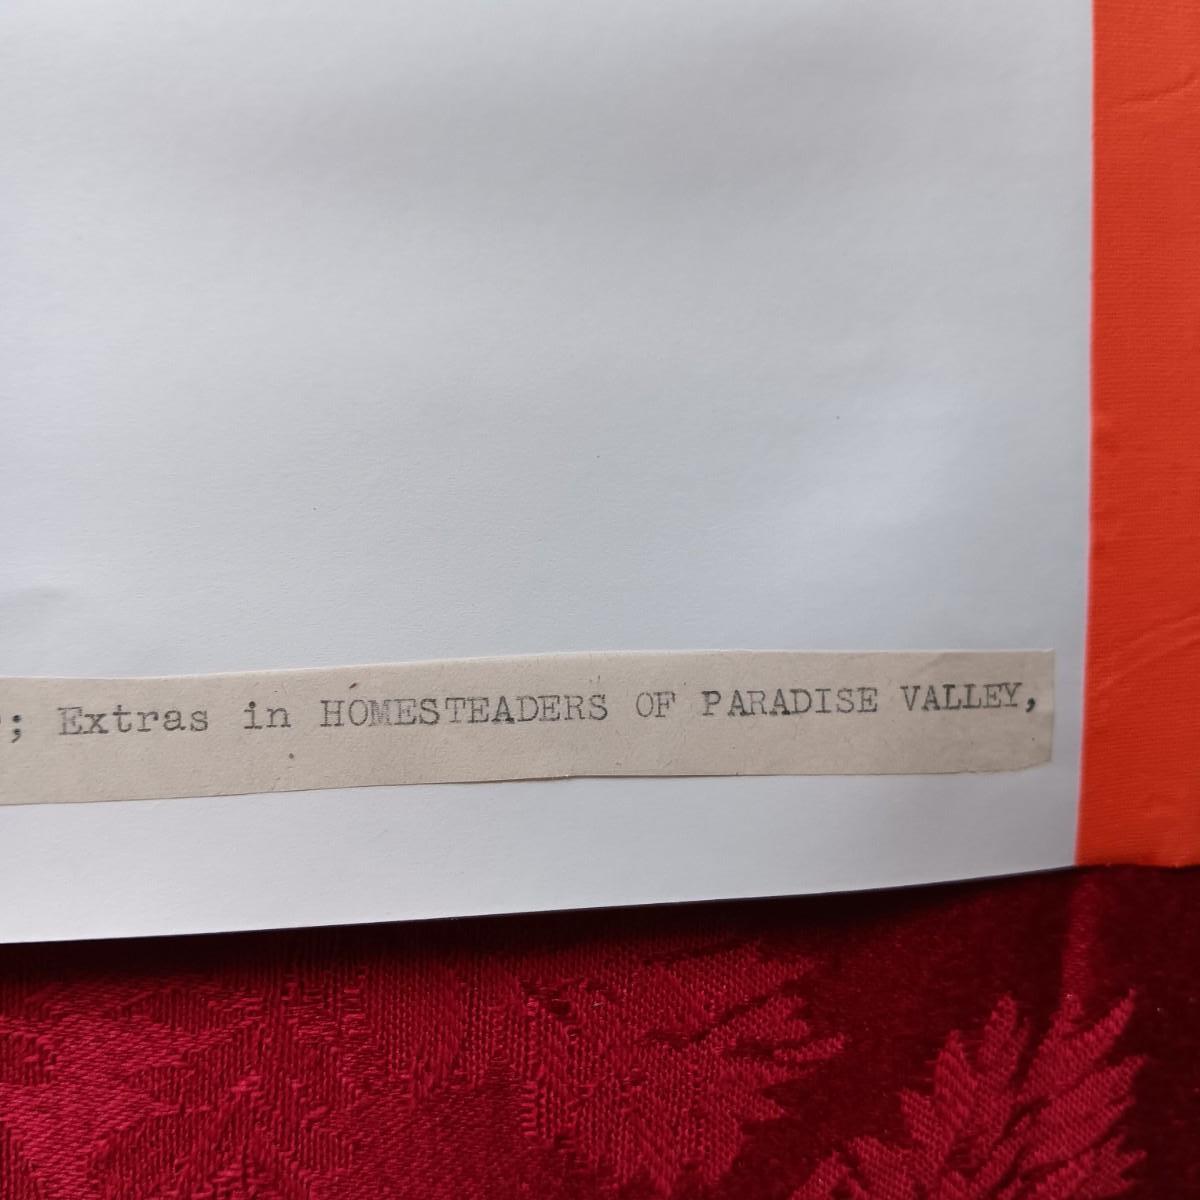 ; Extras in HOMESTEADERS OF PARADISE VALLEY,